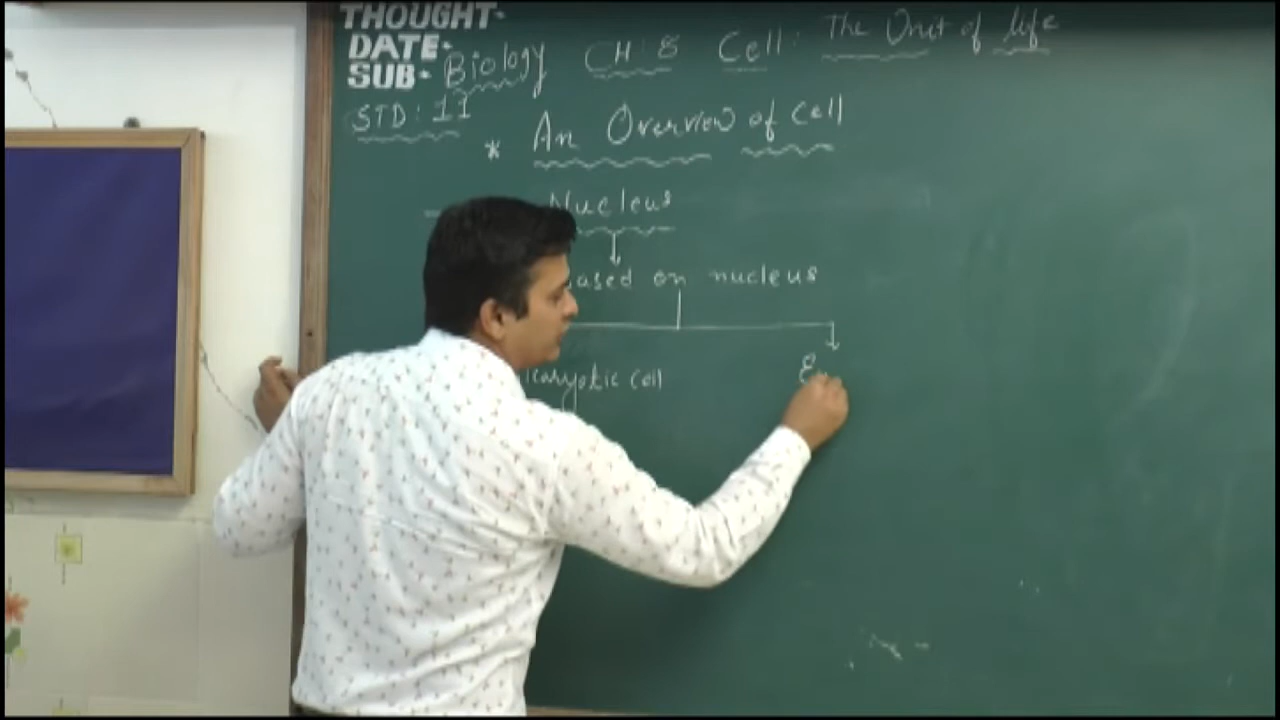 THOUGHT-
DATE-
SUB- Biology CH: 8 Cell: The Unit of life
STD: 11
* An Overview of Cell
Nucleus
ased on nucleus
karyotic cell
Eu